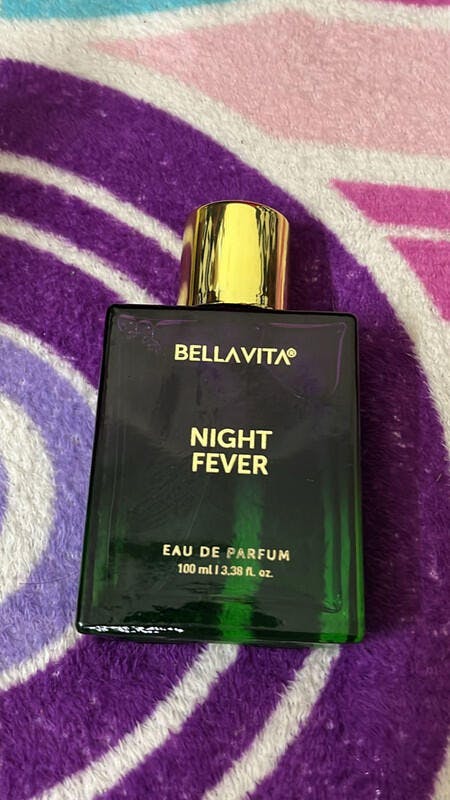 BELLAVITA®
NIGHT
FEVER
EAU DE PARFUM
100 ml | 3.38 fl. oz.